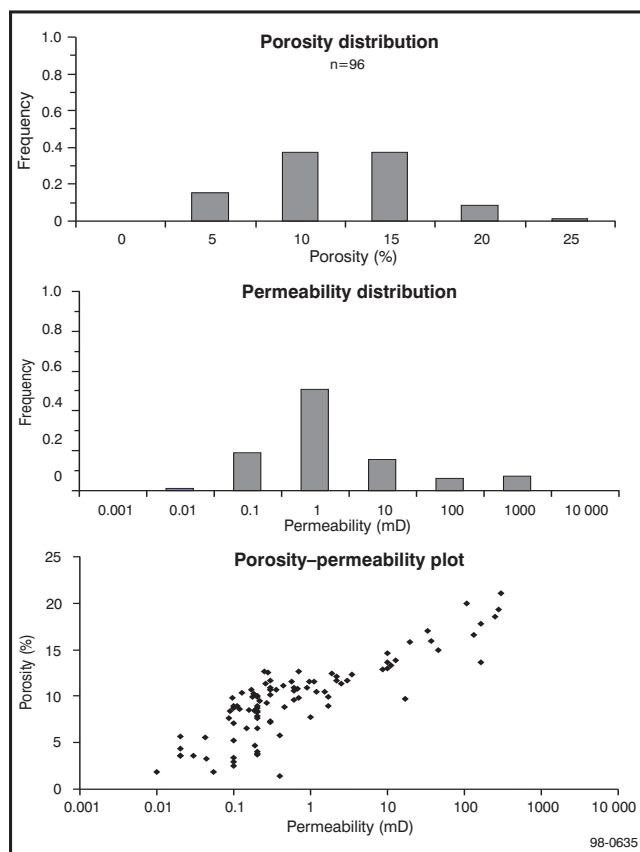 Porosity distribution
n=96
1.0
0.8
0.6
0.4
0.2
0
Frequency
0 5 10 15 20 25
Porosity (%)
Permeability distribution
1.0
0.8
0.6
0.4
0.2
0
Frequency
0.001 0.01 0.1 1 10 100 1000 10 000
Permeability (mD)
Porosity–permeability plot
25
20
15
10
5
0
Porosity (%)
0.001 0.01 0.1 1 10 100 1000 10 000
Permeability (mD)
98-0635